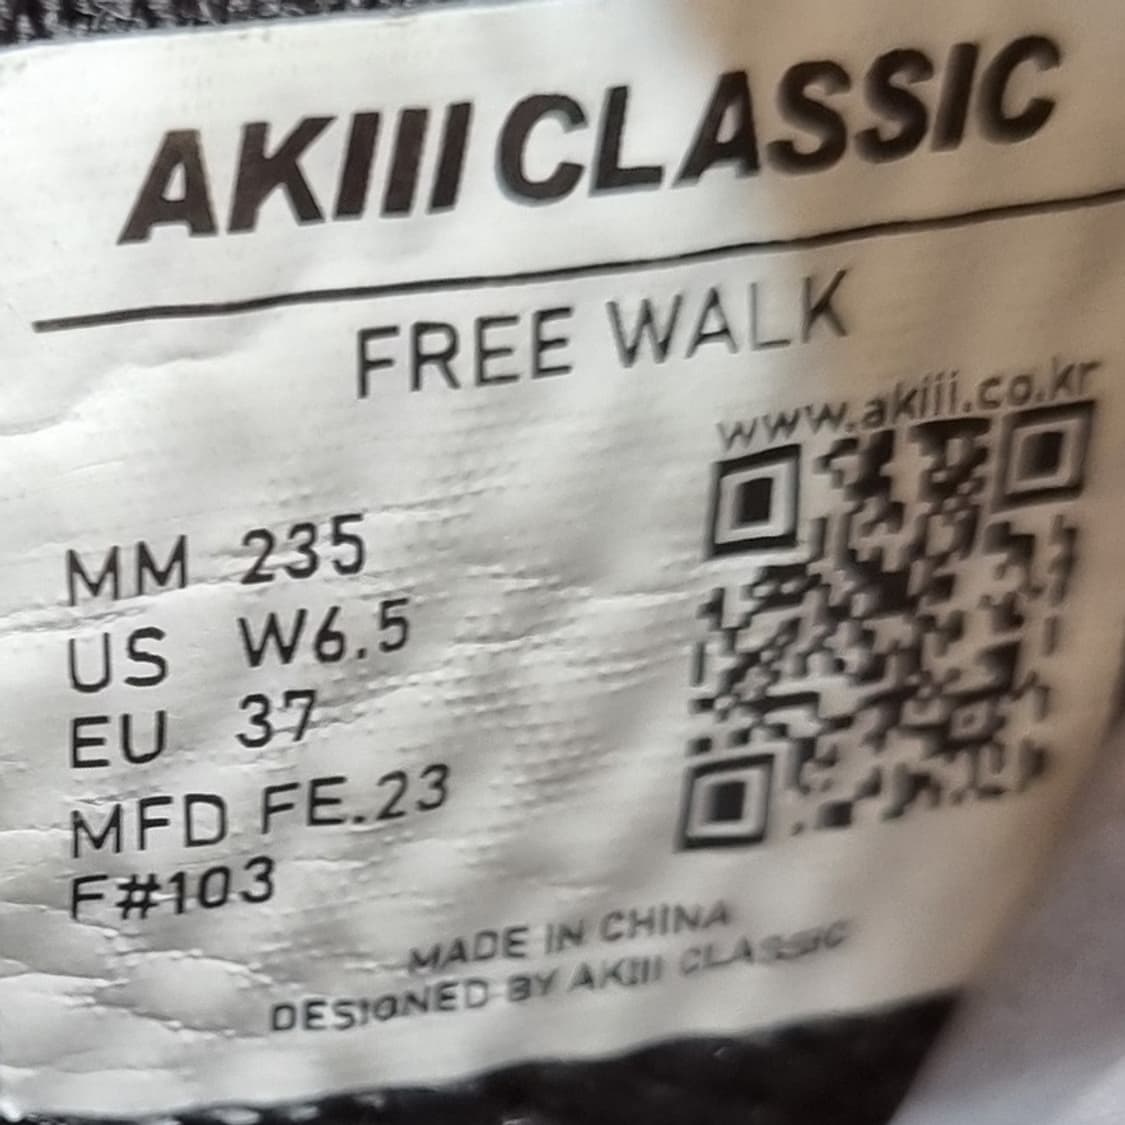 AKIII CLASSIC
FREE WALK
www.akiii.co.kr
MM 235
US W6.5
EU 37
MFD FE.23
F#103
MADE IN CHINA
DESIGNED BY AKIII CLASSIC